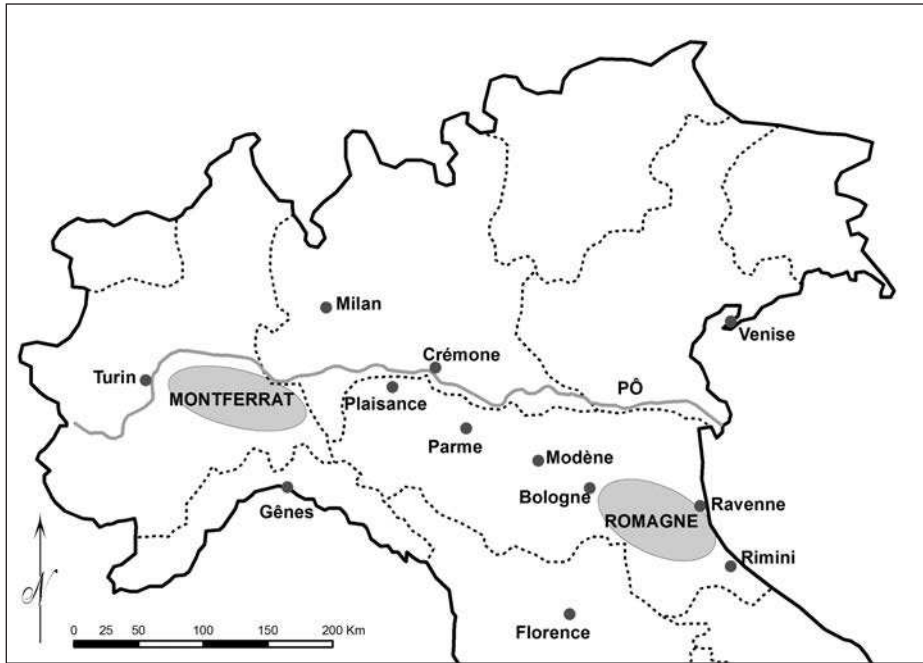 Milan
Venise
Crémone
Turin
PÔ
MONTFERRAT
Plaisance
Parme
Modène
Bologne
Gênes
Ravenne
ROMAGNE
Rimini
N
Florence
0 25 50 100 150 200 Km